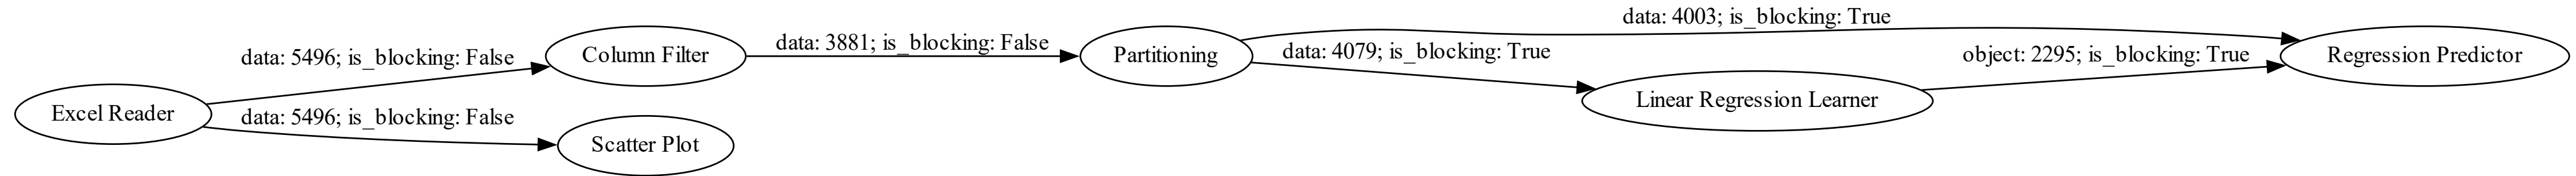 data: 4003; is_blocking: True
data: 5496; is_blocking: False
Column Filter
data: 3881; is_blocking: False
Partitioning
data: 4079; is_blocking: True
object: 2295; is_blocking: True
Regression Predictor
Excel Reader
data: 5496; is_blocking: False
Linear Regression Learner
Scatter Plot